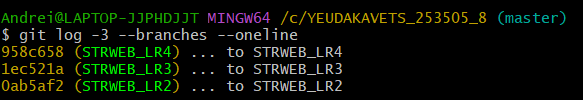 Andrei@LAPTOP-JJPHDJJT MINGW64 /c/YEUDAKAVETS_253505_8 (master)
$ git log -3 --branches --oneline
958c658 (STRWEB_LR4) ... to STRWEB_LR4
1ec521a (STRWEB_LR3) ... to STRWEB_LR3
0ab5af2 (STRWEB_LR2) ... to STRWEB_LR2